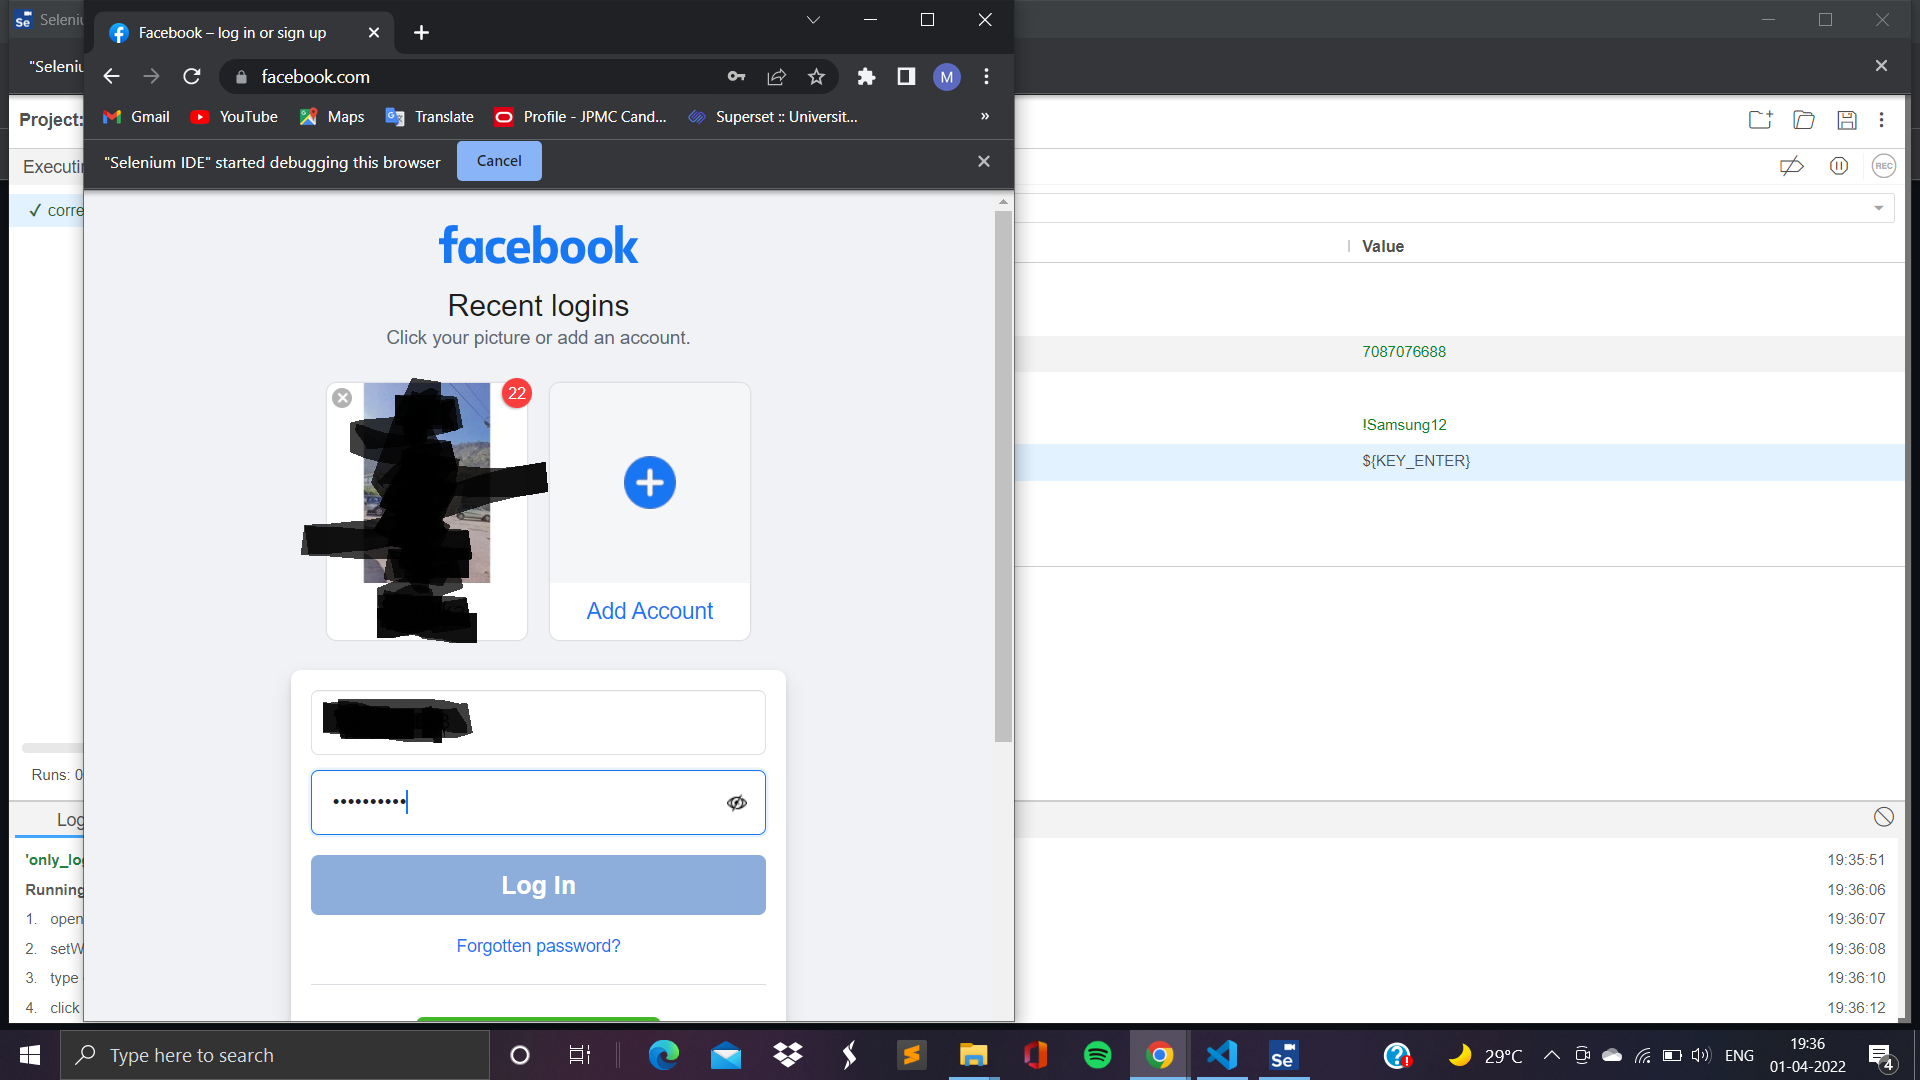 Seleniu
Facebook – log in or sign up
"Seleniu
facebook.com
M
Gmail
YouTube
Maps
Translate
Profile - JPMC Cand...
Superset :: Universit...
»
Project:
"Selenium IDE" started debugging this browser
Cancel
Executin
REC
✓ corre
facebook
Value
Recent logins
Click your picture or add an account.
7087076688
22
!Samsung12
${KEY_ENTER}
Add Account
Runs: 0
••••••••••
Log
'only_log
19:35:51
Log In
Running
19:36:06
1. open
19:36:07
Forgotten password?
2. setW
19:36:08
3. type
19:36:10
4. click
19:36:12
Type here to search
Se
29°C
ENG
19:36
01-04-2022
4